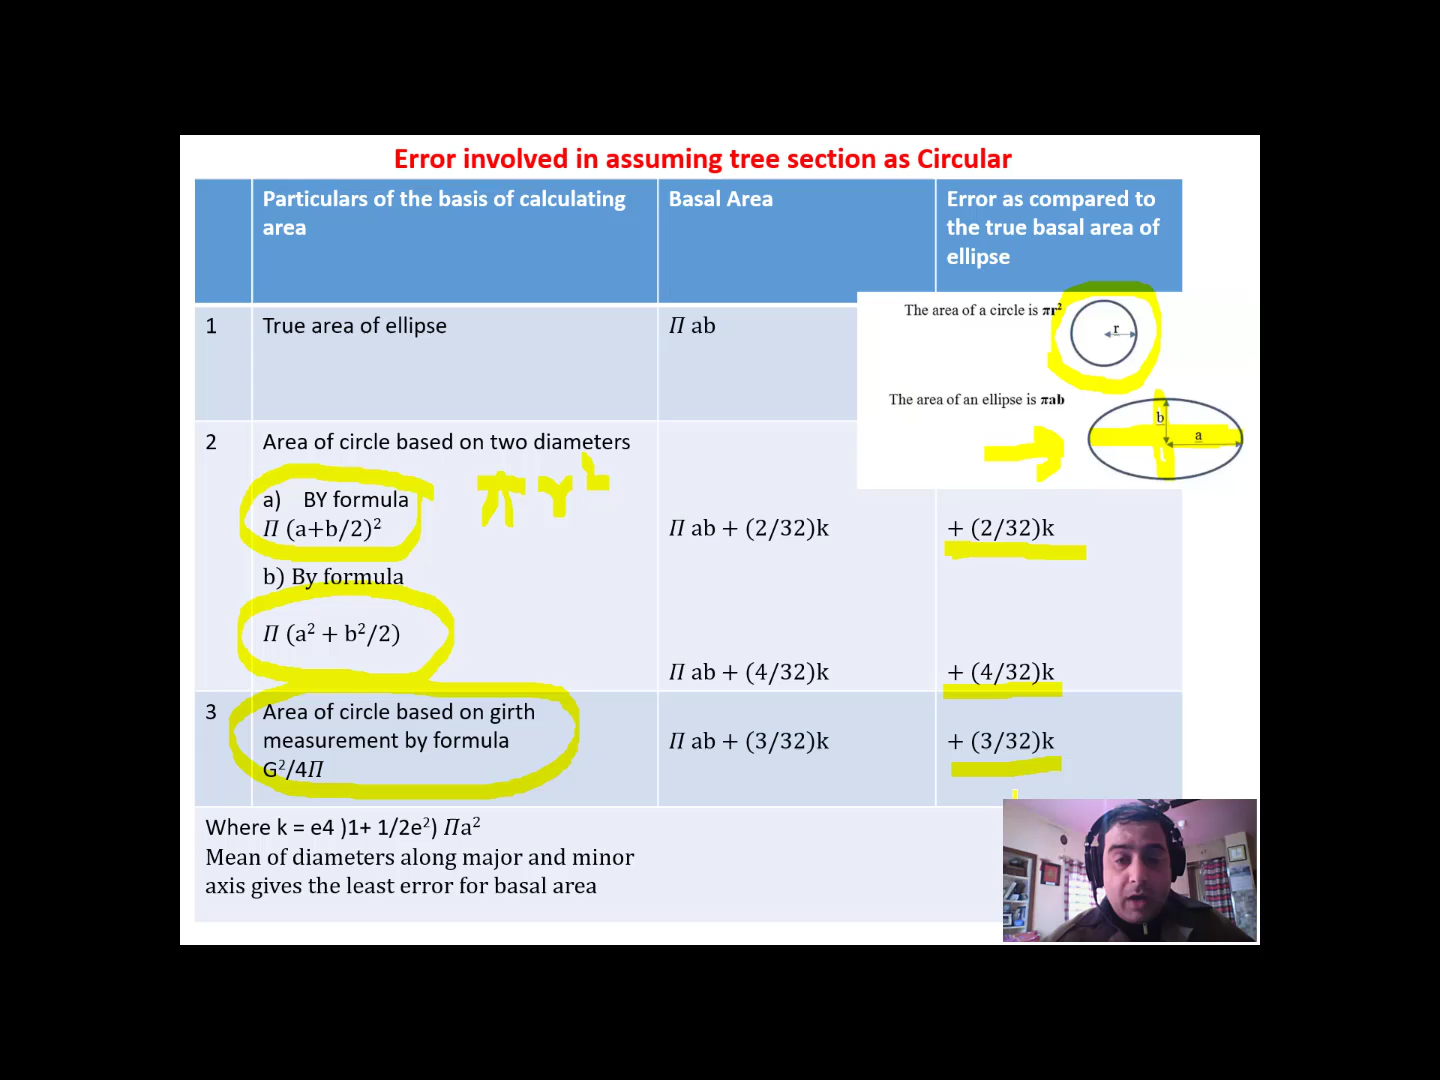 Error involved in assuming tree section as Circular
Particulars of the basis of calculating area
Basal Area
Error as compared to the true basal area of ellipse
1
True area of ellipse
Π ab
The area of a circle is πr²
r
The area of an ellipse is πab
b
a
2
Area of circle based on two diameters
π r²
a) BY formula
Π (a+b/2)²
Π ab + (2/32)k
+ (2/32)k
b) By formula
Π (a² + b²/2)
Π ab + (4/32)k
+ (4/32)k
3
Area of circle based on girth
measurement by formula
G²/4Π
Π ab + (3/32)k
+ (3/32)k
Where k = e4 )1+ 1/2e²) Πa²
Mean of diameters along major and minor
axis gives the least error for basal area